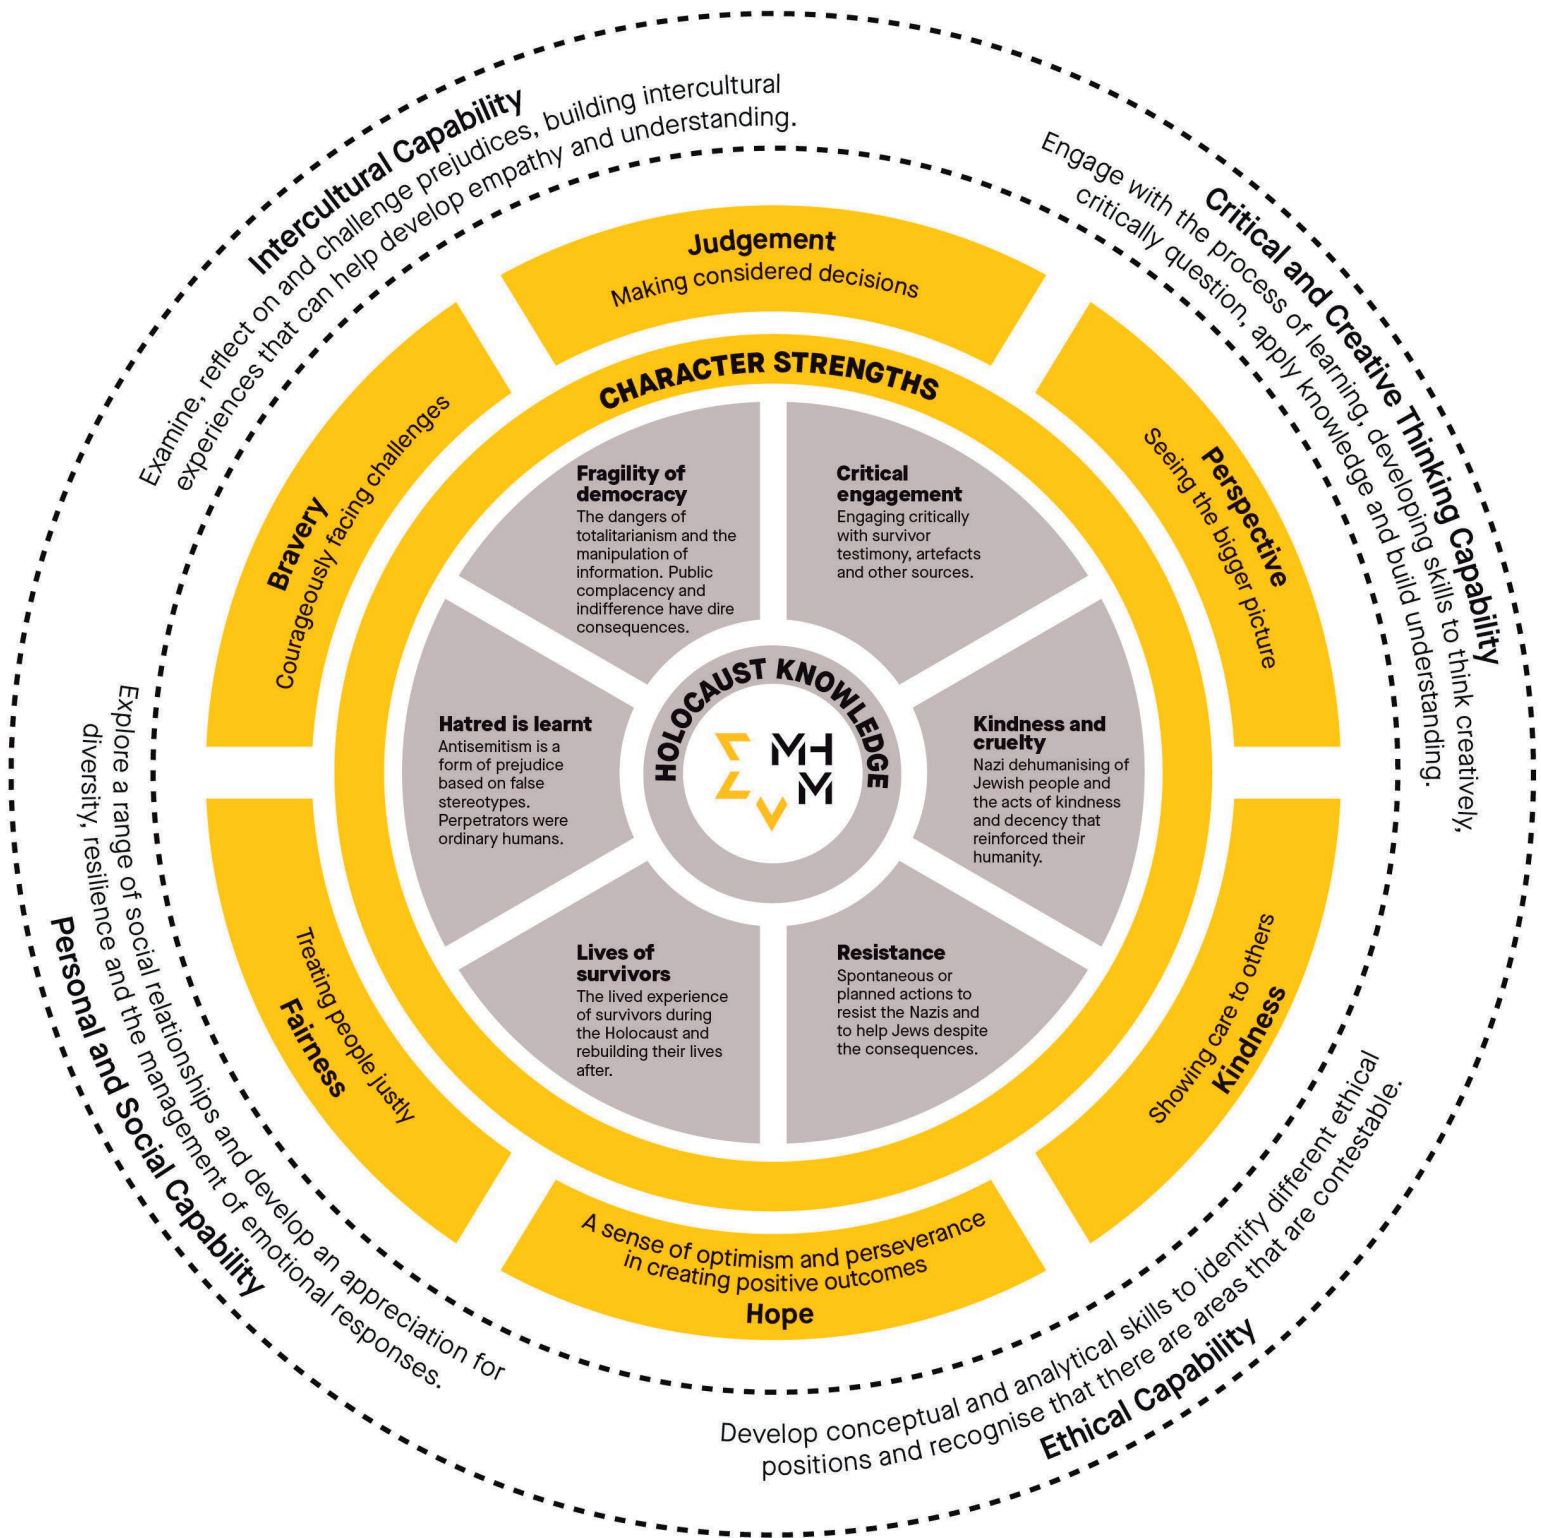 Intercultural Capability
Examine, reflect on and challenge prejudices, building intercultural
experiences that can help develop empathy and understanding.
Critical and Creative Thinking Capability
Engage with the process of learning, developing skills to think creatively,
critically question, apply knowledge and build understanding.
Develop conceptual and analytical skills to identify different ethical
positions and recognise that there are areas that are contestable.
Ethical Capability
Explore a range of social relationships and develop an appreciation for
diversity, resilience and the management of emotional responses.
Personal and Social Capability
Judgement
Making considered decisions
Perspective
Seeing the bigger picture
Showing care to others
Kindness
A sense of optimism and perseverance
in creating positive outcomes
Hope
Treating people justly
Fairness
Bravery
Courageously facing challenges
CHARACTER STRENGTHS
Fragility of
democracy
The dangers of
totalitarianism and the
manipulation of
information. Public
complacency and
indifference have dire
consequences.
Critical
engagement
Engaging critically
with survivor
testimony, artefacts
and other sources.
Kindness and
cruelty
Nazi dehumanising of
Jewish people and
the acts of kindness
and decency that
reinforced their
humanity.
Resistance
Spontaneous or
planned actions to
resist the Nazis and
to help Jews despite
the consequences.
Lives of
survivors
The lived experience
of survivors during
the Holocaust and
rebuilding their lives
after.
Hatred is learnt
Antisemitism is a
form of prejudice
based on false
stereotypes.
Perpetrators were
ordinary humans.
HOLOCAUST KNOWLEDGE
MH
M